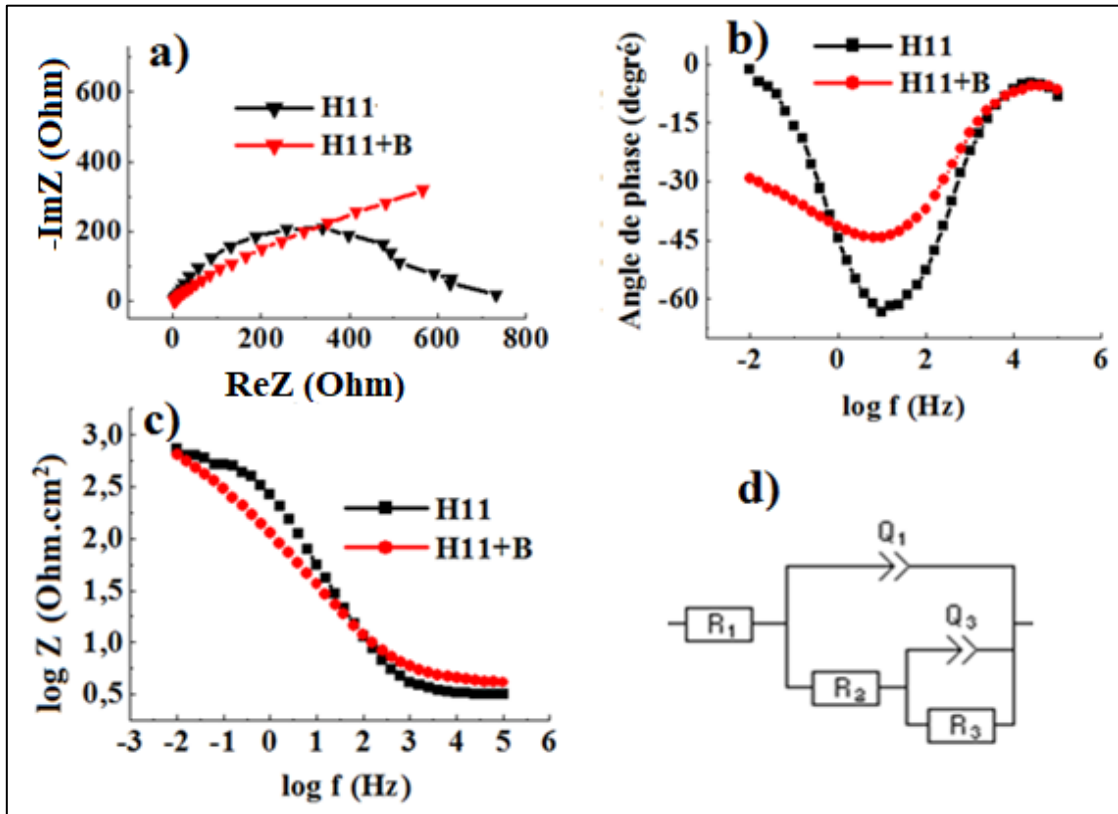 a)
600
400
200
0
-ImZ (Ohm)
H11
H11+B
0 200 400 600 800
ReZ (Ohm)
b)
H11
H11+B
0
-15
-30
-45
-60
Angle de phase (degré)
-2 0 2 4 6
log f (Hz)
c)
3,0
2,5
2,0
1,5
1,0
0,5
log Z (Ohm.cm²)
H11
H11+B
-3 -2 -1 0 1 2 3 4 5 6
log f (Hz)
d)
Q1
Q3
R1
R2
R3